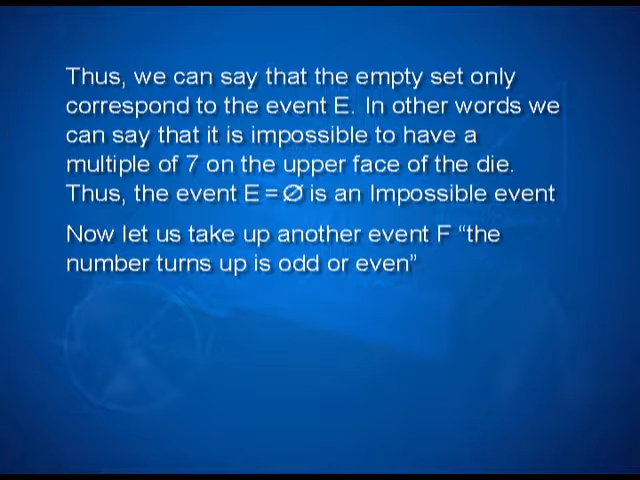 Thus, we can say that the empty set only
correspond to the event E. In other words we
can say that it is impossible to have a
multiple of 7 on the upper face of the die.
Thus, the event E = ∅ is an Impossible event
Now let us take up another event F “the
number turns up is odd or even”